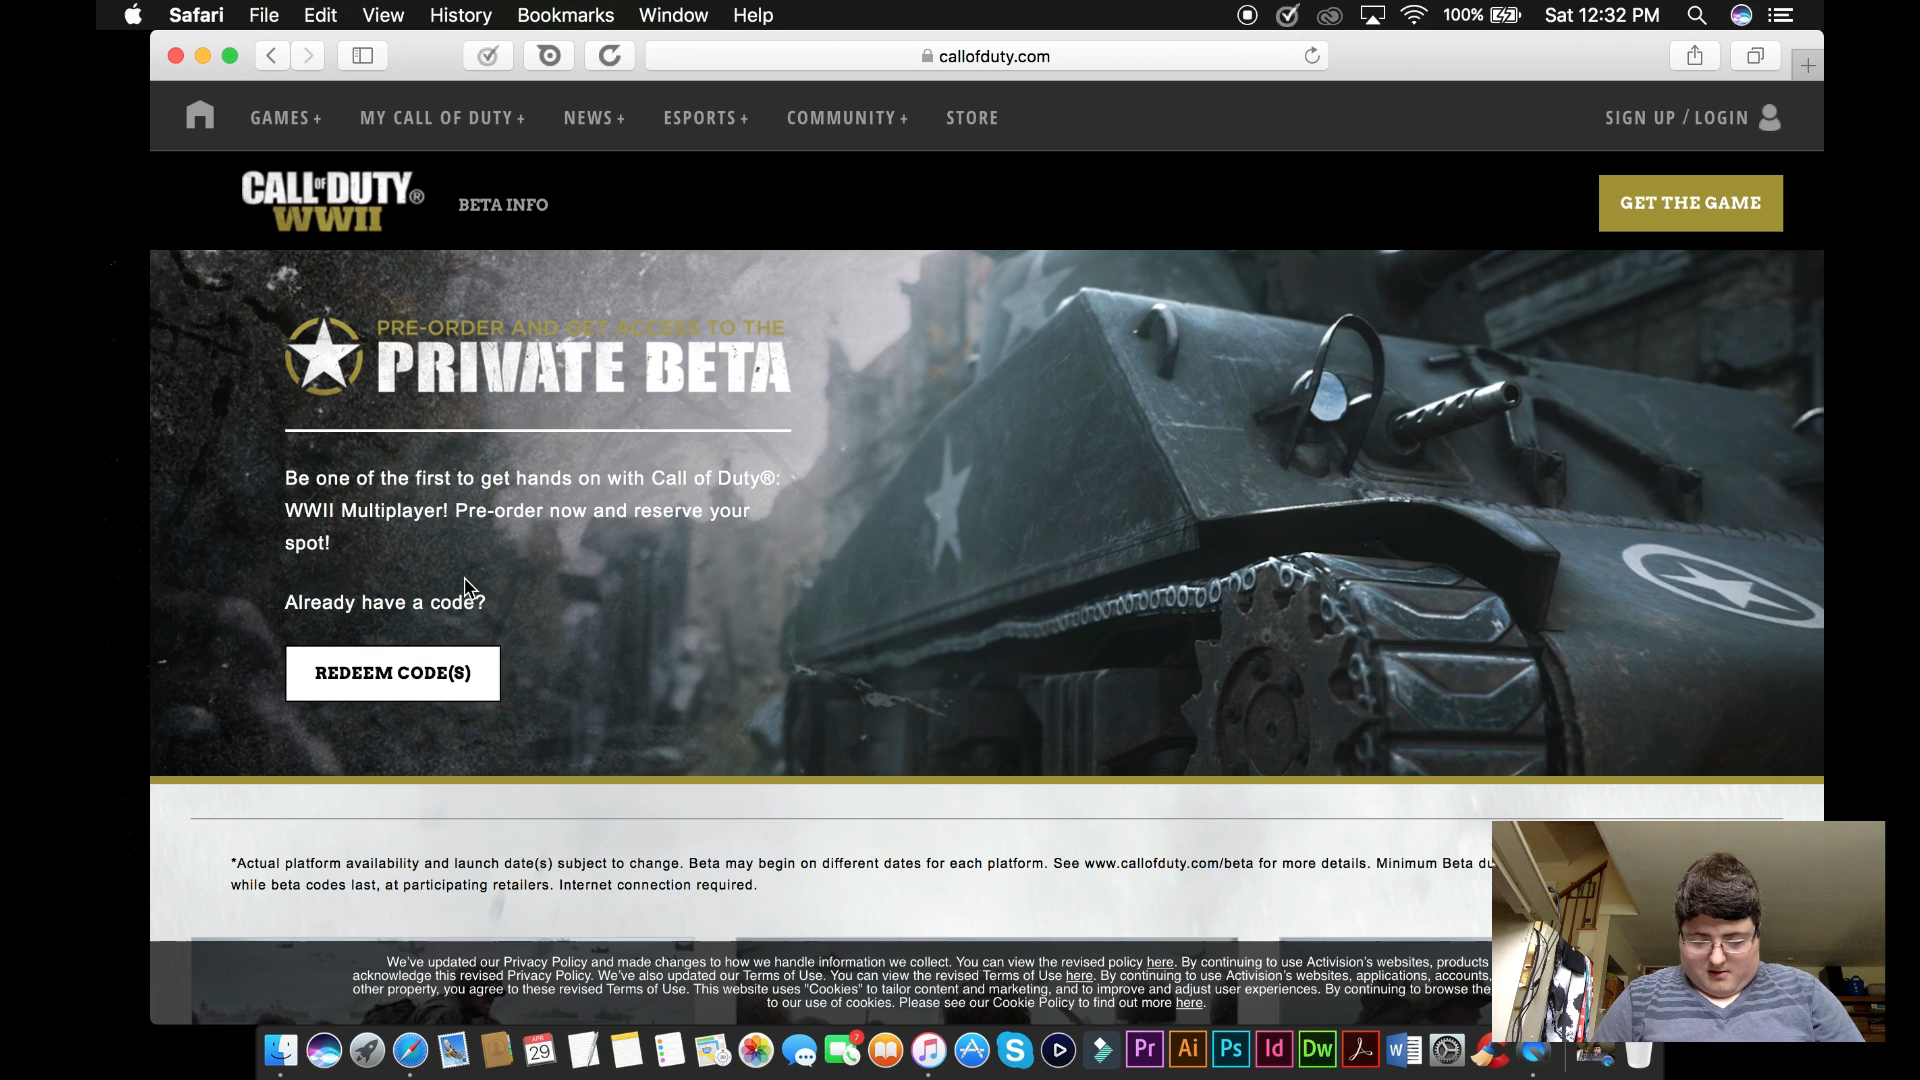 Safari File Edit View History Bookmarks Window Help 100% Sat 12:32 PM
callofduty.com
GAMES + MY CALL OF DUTY + NEWS + ESPORTS + COMMUNITY + STORE SIGN UP / LOGIN
CALL OF DUTY®
WWII
BETA INFO
GET THE GAME
PRE-ORDER AND GET ACCESS TO THE
PRIVATE BETA
Be one of the first to get hands on with Call of Duty®:
WWII Multiplayer! Pre-order now and reserve your
spot!
Already have a code?
REDEEM CODE(S)
*Actual platform availability and launch date(s) subject to change. Beta may begin on different dates for each platform. See www.callofduty.com/beta for more details. Minimum Beta
while beta codes last, at participating retailers. Internet connection required.
We've updated our Privacy Policy and made changes to how we handle information we collect. You can view the revised policy here. By continuing to use Activision's websites, products
acknowledge this revised Privacy Policy. We've also updated our Terms of Use. You can view the revised Terms of Use here. By continuing to use Activision's websites, applications, accounts,
other property, you agree to these revised Terms of Use. This website uses "Cookies" to tailor content and marketing, and to improve and adjust user experiences. By continuing to browse the
to our use of cookies. Please see our Cookie Policy to find out more here.
APR 29 7 S Pr Ai Ps Id Dw W